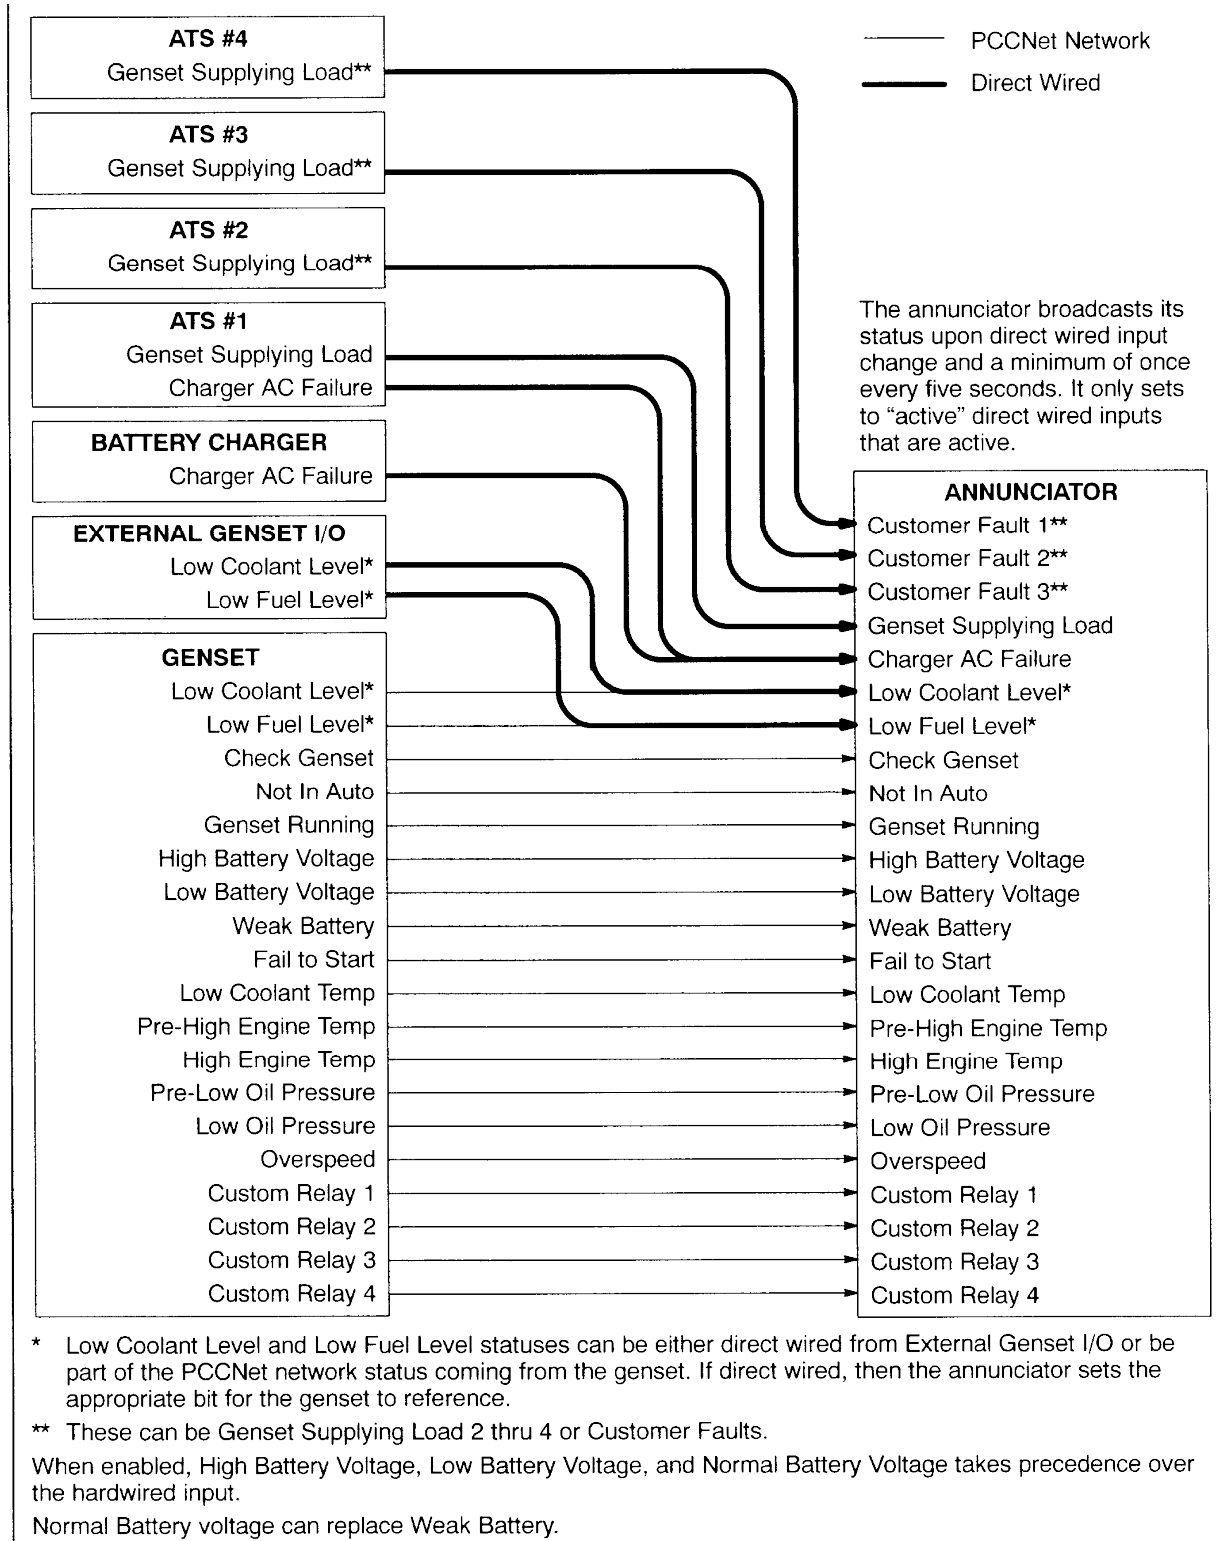 ATS #4
Genset Supplying Load**
PCCNet Network
Direct Wired
ATS #3
Genset Supplying Load**
ATS #2
Genset Supplying Load**
ATS #1
Genset Supplying Load
Charger AC Failure
BATTERY CHARGER
Charger AC Failure
EXTERNAL GENSET I/O
Low Coolant Level*
Low Fuel Level*
GENSET
Low Coolant Level*
Low Fuel Level*
Check Genset
Not In Auto
Genset Running
High Battery Voltage
Low Battery Voltage
Weak Battery
Fail to Start
Low Coolant Temp
Pre-High Engine Temp
High Engine Temp
Pre-Low Oil Pressure
Low Oil Pressure
Overspeed
Custom Relay 1
Custom Relay 2
Custom Relay 3
Custom Relay 4
The annunciator broadcasts its
status upon direct wired input
change and a minimum of once
every five seconds. It only sets
to “active” direct wired inputs
that are active.
ANNUNCIATOR
Customer Fault 1**
Customer Fault 2**
Customer Fault 3**
Genset Supplying Load
Charger AC Failure
Low Coolant Level*
Low Fuel Level*
Check Genset
Not In Auto
Genset Running
High Battery Voltage
Low Battery Voltage
Weak Battery
Fail to Start
Low Coolant Temp
Pre-High Engine Temp
High Engine Temp
Pre-Low Oil Pressure
Low Oil Pressure
Overspeed
Custom Relay 1
Custom Relay 2
Custom Relay 3
Custom Relay 4
* Low Coolant Level and Low Fuel Level statuses can be either direct wired from External Genset I/O or be
part of the PCCNet network status coming from the genset. If direct wired, then the annunciator sets the
appropriate bit for the genset to reference.
** These can be Genset Supplying Load 2 thru 4 or Customer Faults.
When enabled, High Battery Voltage, Low Battery Voltage, and Normal Battery Voltage takes precedence over
the hardwired input.
Normal Battery voltage can replace Weak Battery.